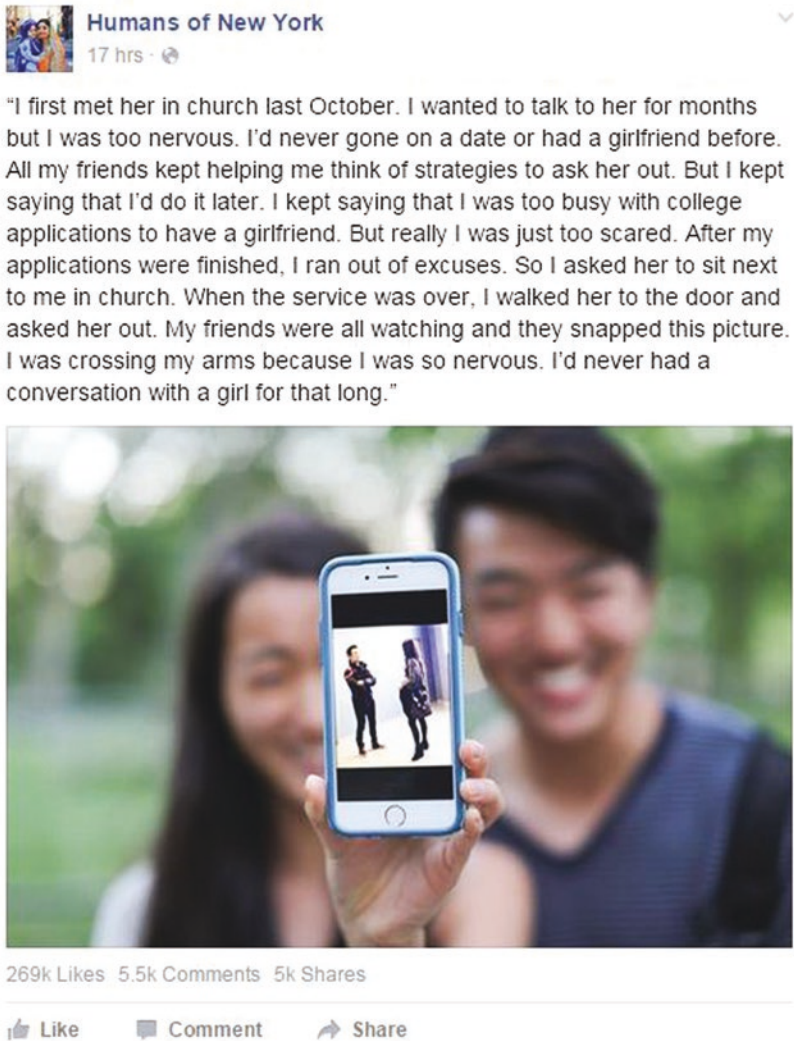 Humans of New York
17 hrs ·
“I first met her in church last October. I wanted to talk to her for months
but I was too nervous. I’d never gone on a date or had a girlfriend before.
All my friends kept helping me think of strategies to ask her out. But I kept
saying that I’d do it later. I kept saying that I was too busy with college
applications to have a girlfriend. But really I was just too scared. After my
applications were finished, I ran out of excuses. So I asked her to sit next
to me in church. When the service was over, I walked her to the door and
asked her out. My friends were all watching and they snapped this picture.
I was crossing my arms because I was so nervous. I’d never had a
conversation with a girl for that long.”
269k Likes 5.5k Comments 5k Shares
Like Comment Share